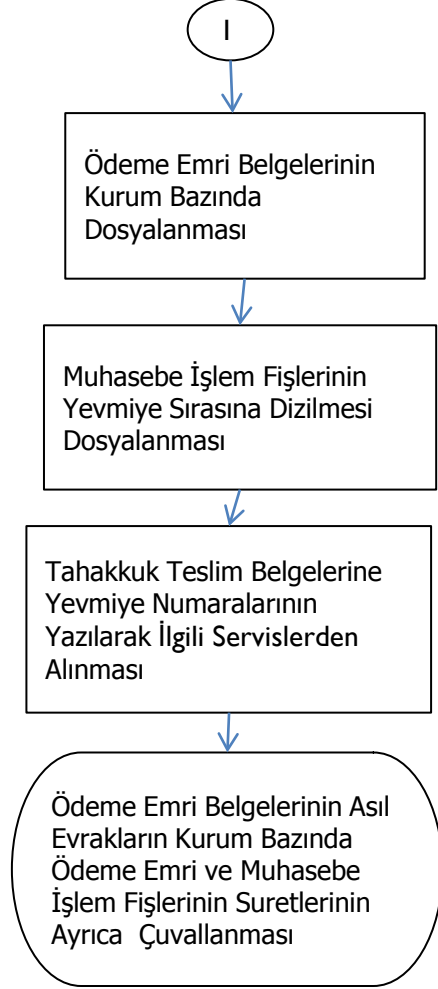 I
Ödeme Emri Belgelerinin
Kurum Bazında
Dosyalanması
Muhasebe İşlem Fişlerinin
Yevmiye Sırasına Dizilmesi
Dosyalanması
Tahakkuk Teslim Belgelerine
Yevmiye Numaralarının
Yazılarak İlgili Servislerden
Alınması
Ödeme Emri Belgelerinin Asıl
Evrakların Kurum Bazında
Ödeme Emri ve Muhasebe
İşlem Fişlerinin Suretlerinin
Ayrıca Çuvallanması